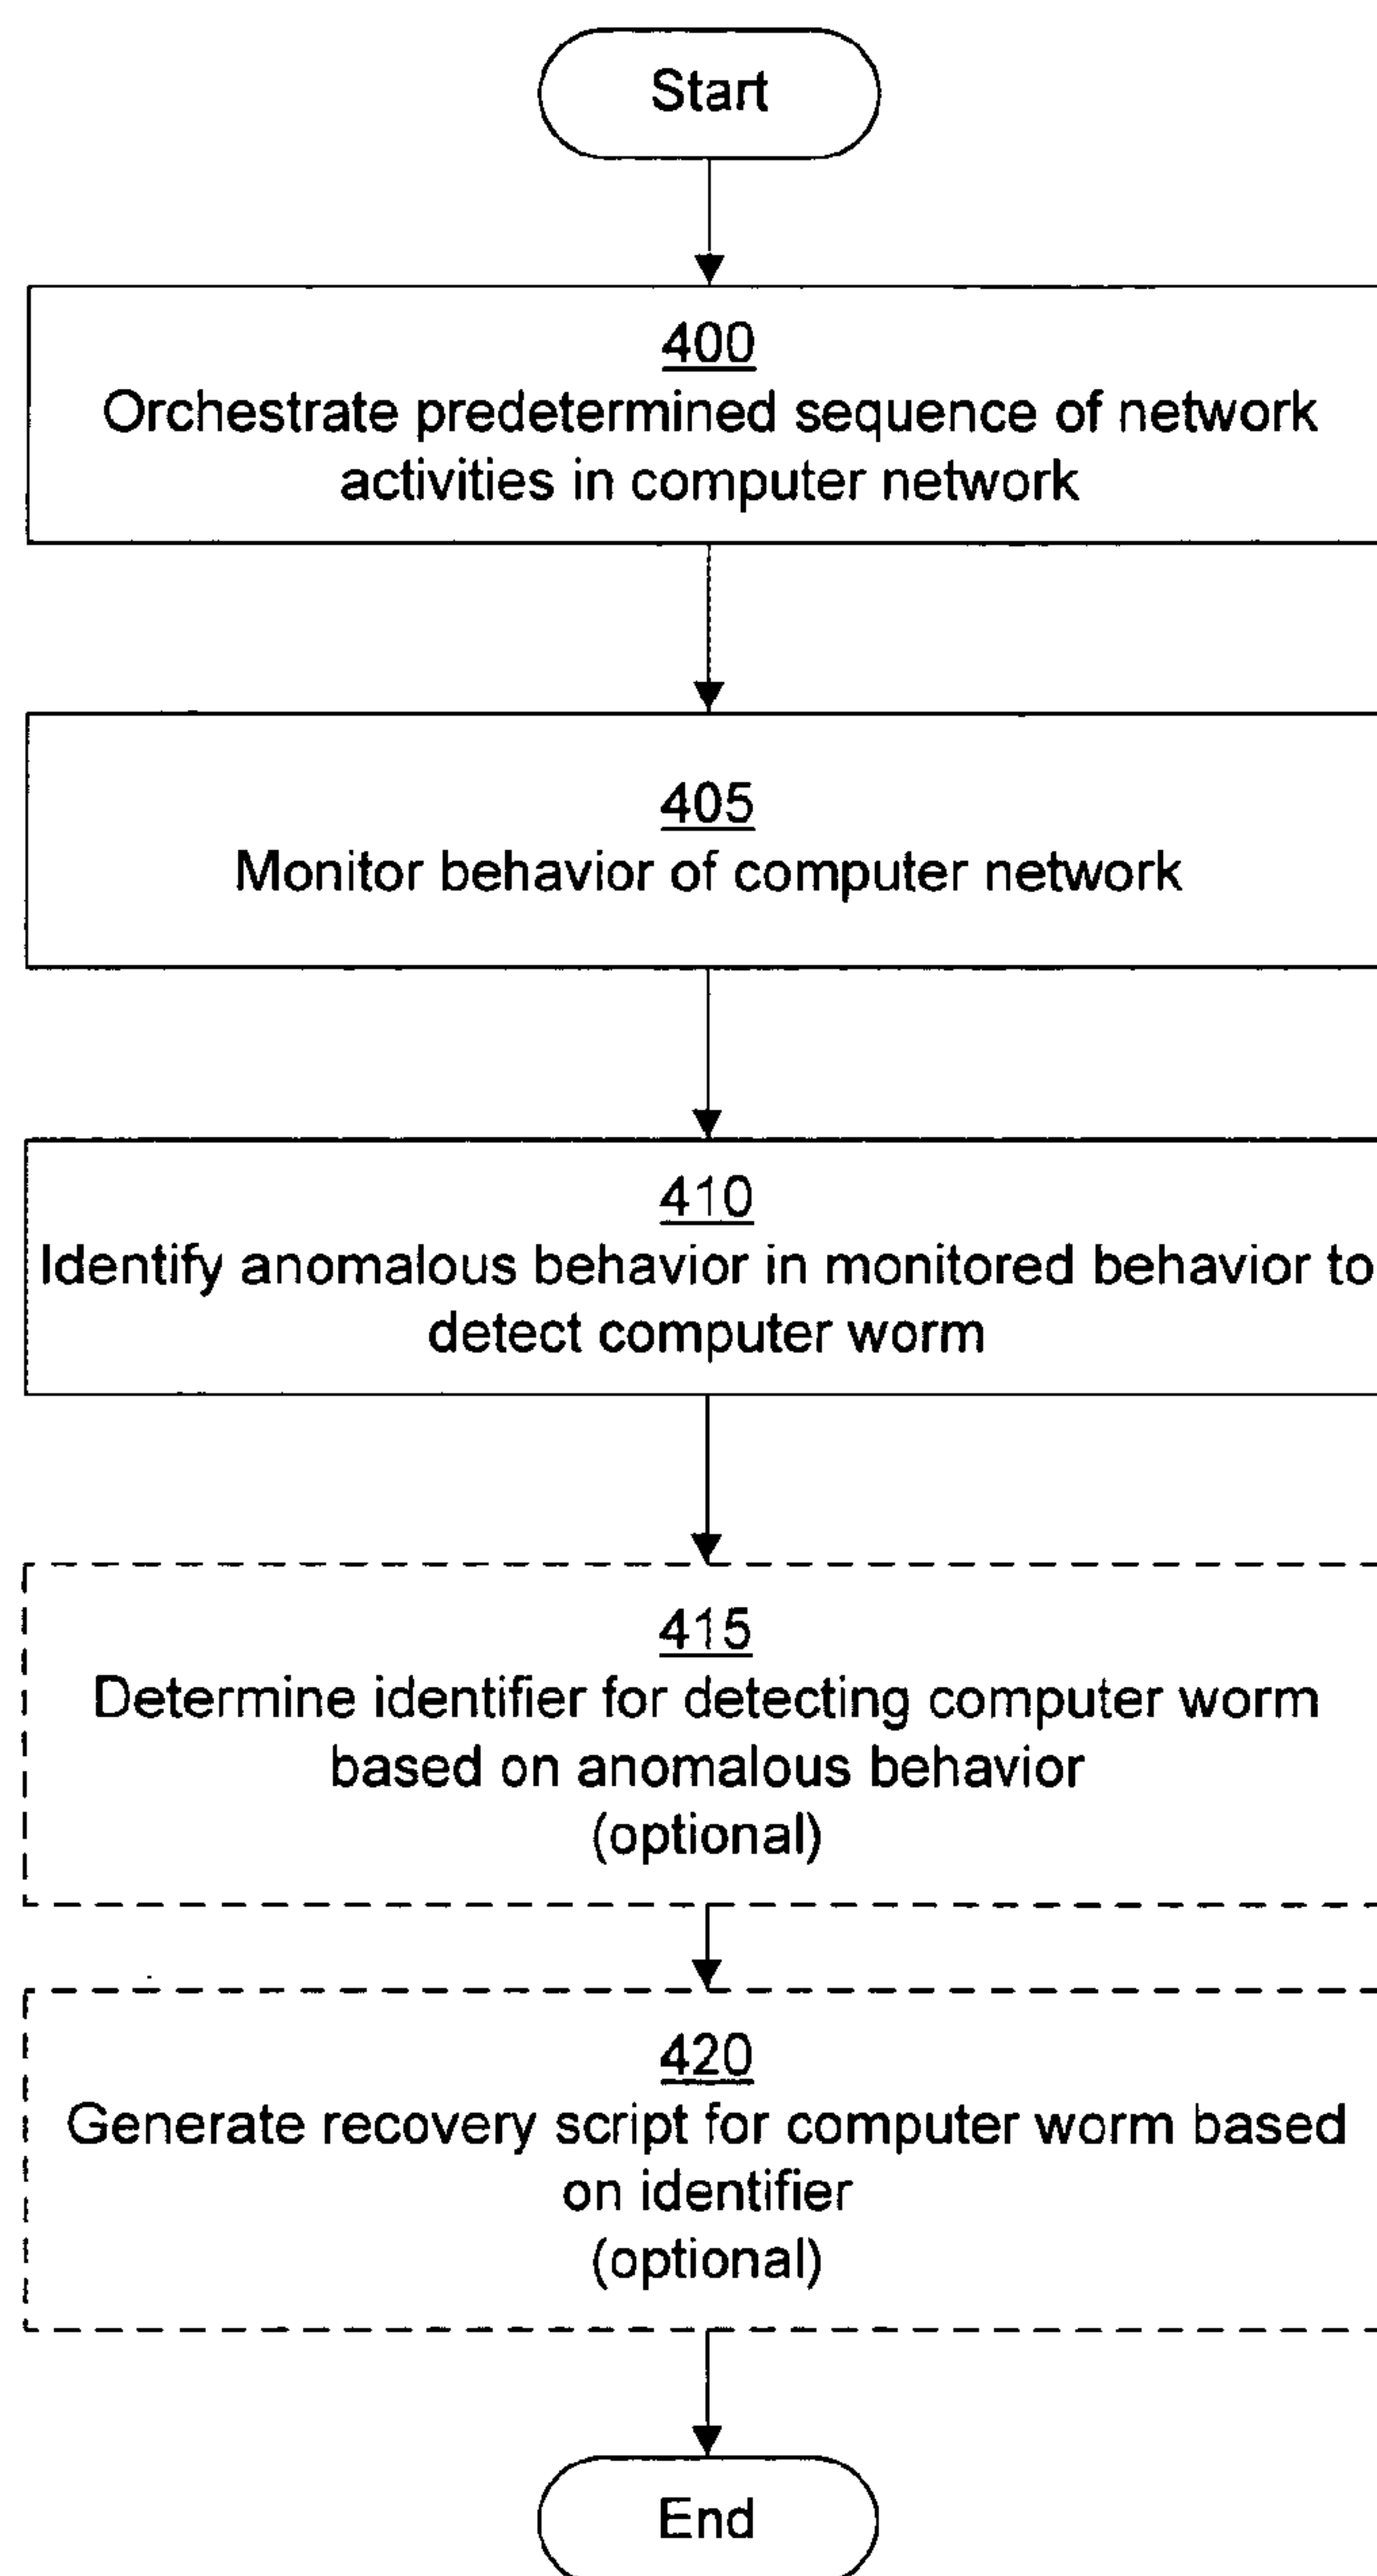 Start
400
Orchestrate predetermined sequence of network
activities in computer network
405
Monitor behavior of computer network
410
Identify anomalous behavior in monitored behavior to
detect computer worm
415
Determine identifier for detecting computer worm
based on anomalous behavior
(optional)
420
Generate recovery script for computer worm based
on identifier
(optional)
End